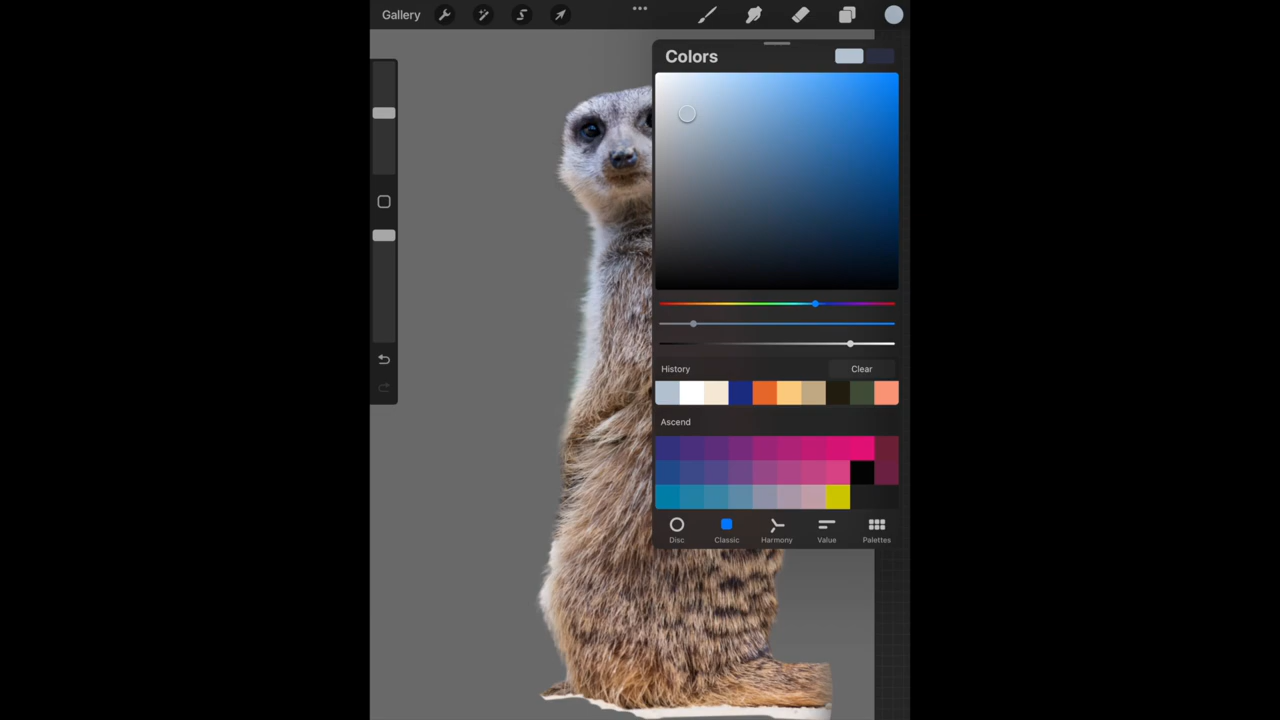 Gallery
Colors
History
Clear
Ascend
Disc
Classic
Harmony
Value
Palettes